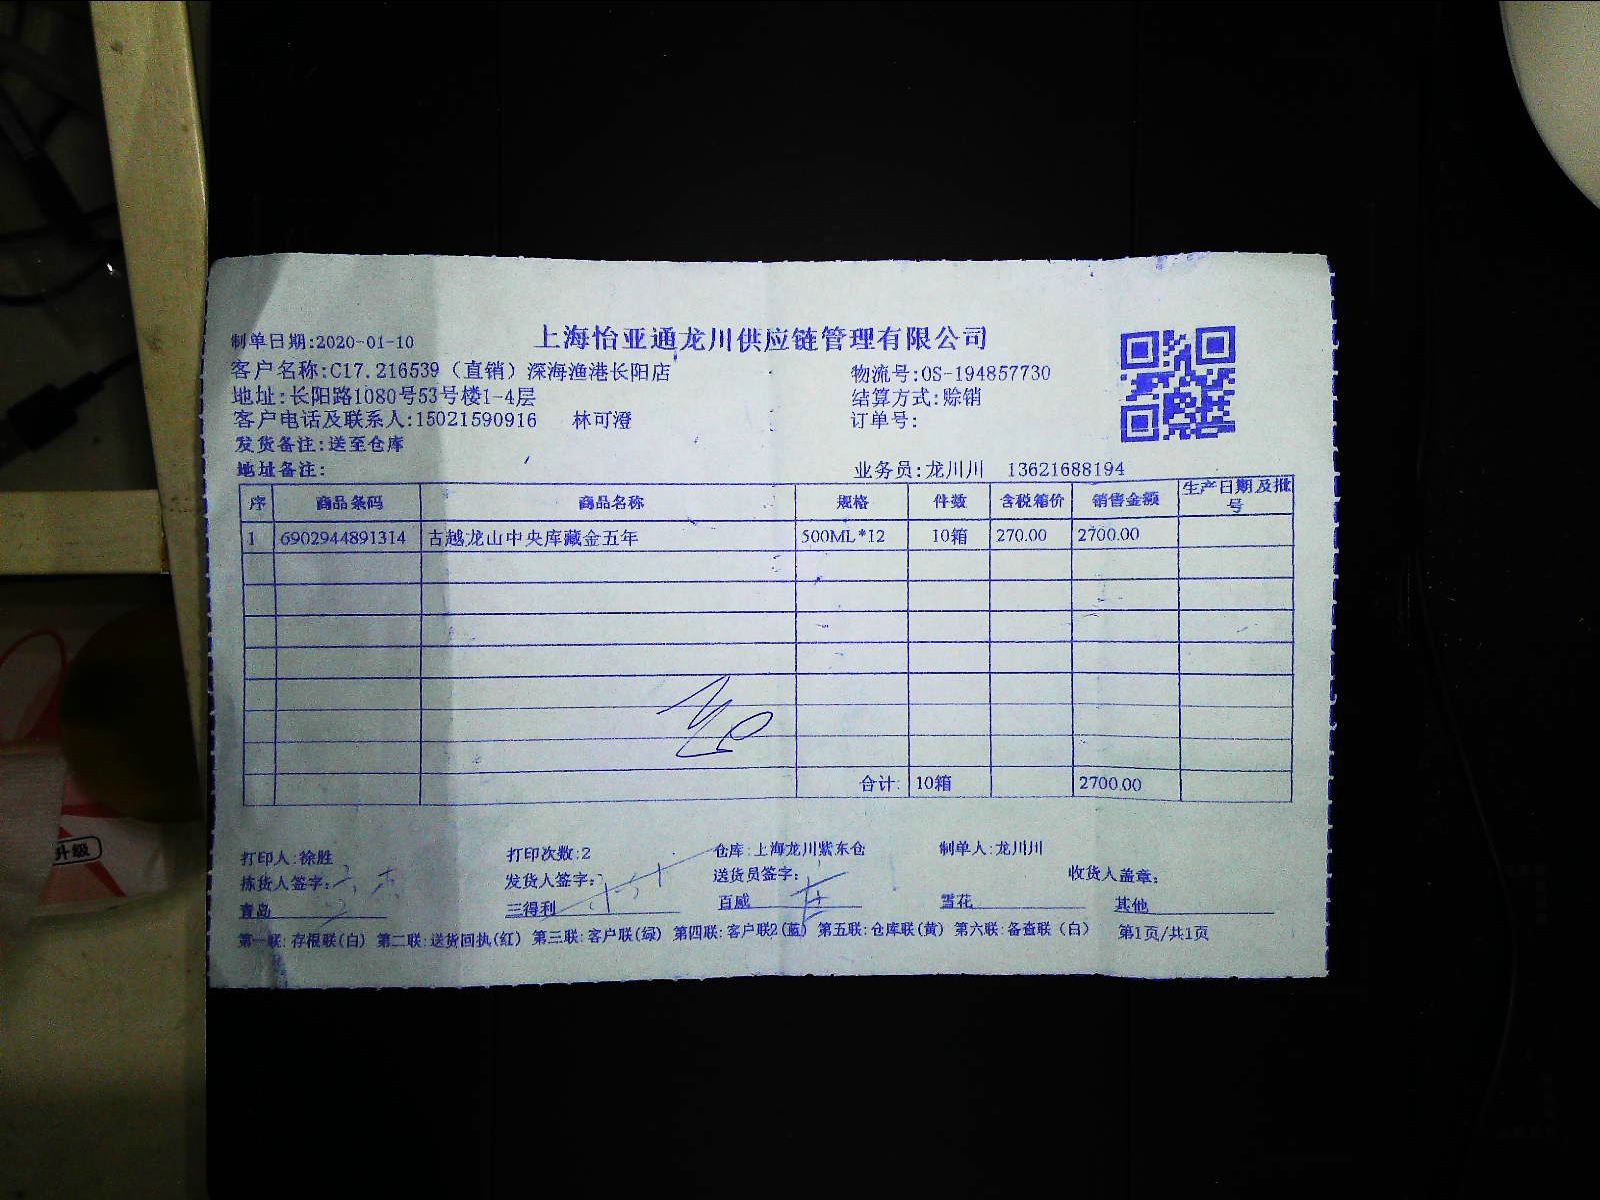 制单日期:2020-01-10
上海怡亚通龙川供应链管理有限公司
客户名称:C17.216539（直销）深海渔港长阳店
物流号:OS-194857730
地址:长阳路1080号53号楼1-4层
结算方式:赊销
客户电话及联系人:15021590916 林可澄
订单号:
发货备注:送至仓库
地址备注:
业务员:龙川川 13621688194
序 商品条码 商品名称 规格 件数 含税箱价 销售金额 生产日期及批号
1 6902944891314 古越龙山中央库藏金五年 500ML*12 10箱 270.00 2700.00
合计: 10箱 2700.00
打印人:徐胜 打印次数:2 仓库:上海龙川紫东仓 制单人:龙川川
拣货人签字: 发货人签字: 送货员签字: 收货人盖章:
青岛 三得利 百威 雪花 其他
第一联:存根联(白) 第二联:送货回执(红) 第三联:客户联(绿) 第四联:客户联2(蓝) 第五联:仓库联(黄) 第六联:备查联（白） 第1页/共1页
升级